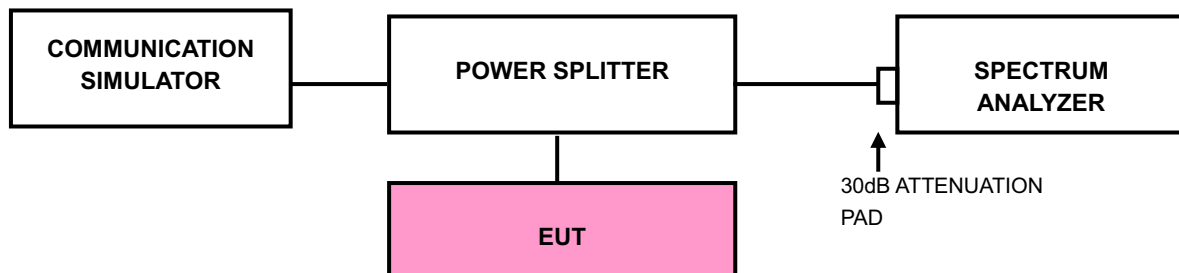 COMMUNICATION
SIMULATOR
POWER SPLITTER
SPECTRUM
ANALYZER
30dB ATTENUATION
PAD
EUT